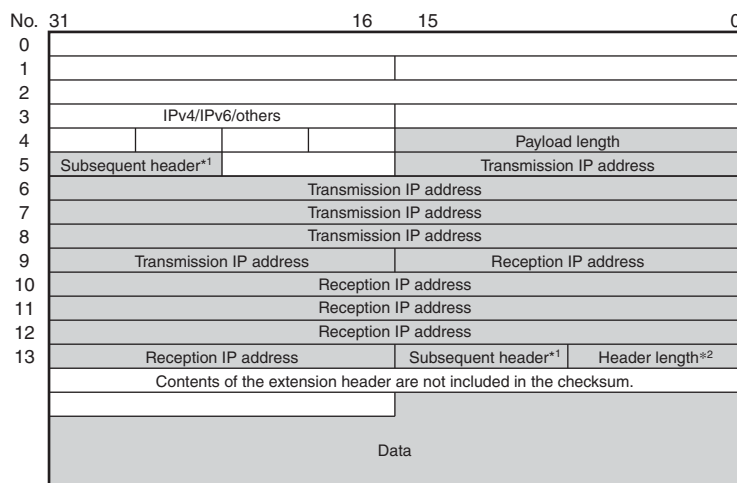 No. 31 16 15 0
0
1
2
3 IPv4/IPv6/others
4 Payload length
5 Subsequent header*1 Transmission IP address
6 Transmission IP address
7 Transmission IP address
8 Transmission IP address
9 Transmission IP address Reception IP address
10 Reception IP address
11 Reception IP address
12 Reception IP address
13 Reception IP address Subsequent header*1 Header length*2
Contents of the extension header are not included in the checksum.
Data